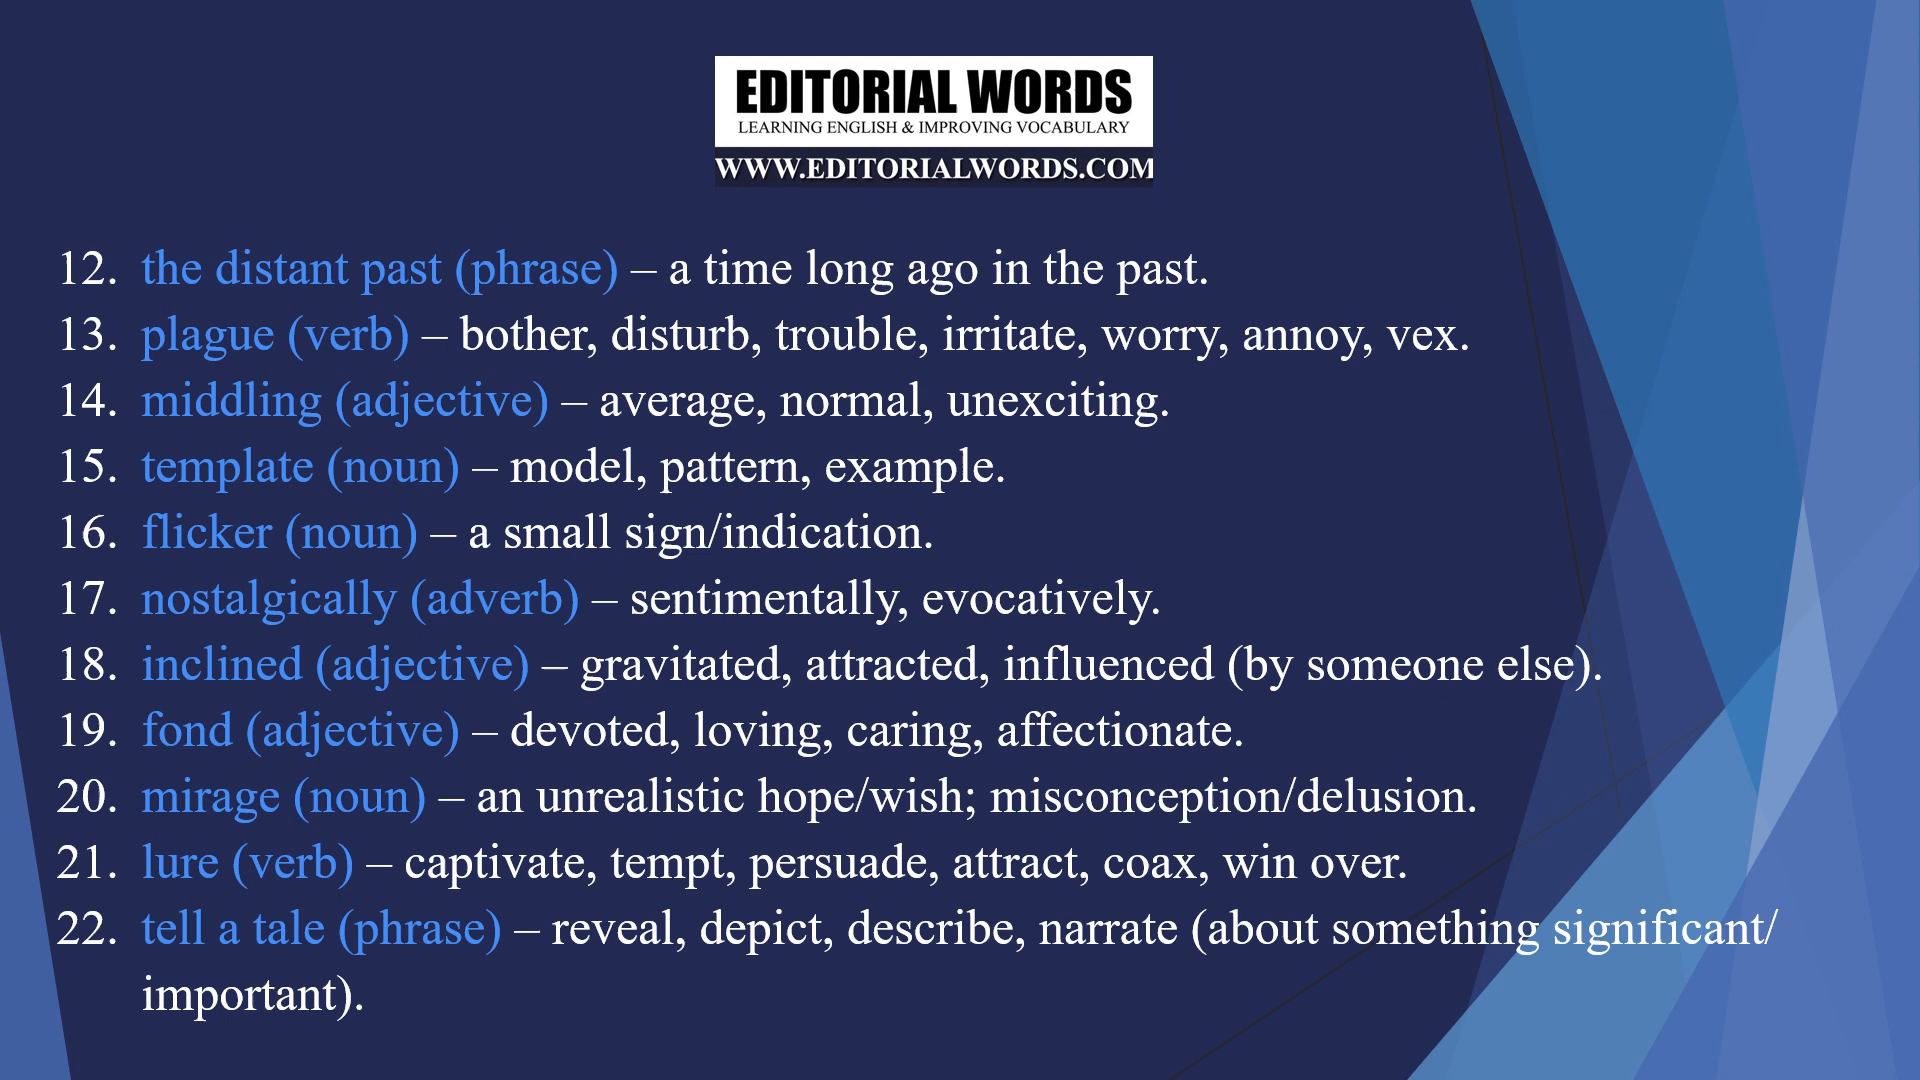 EDITORIAL WORDS
LEARNING ENGLISH & IMPROVING VOCABULARY
WWW.EDITORIALWORDS.COM
12. the distant past (phrase) – a time long ago in the past.
13. plague (verb) – bother, disturb, trouble, irritate, worry, annoy, vex.
14. middling (adjective) – average, normal, unexciting.
15. template (noun) – model, pattern, example.
16. flicker (noun) – a small sign/indication.
17. nostalgically (adverb) – sentimentally, evocatively.
18. inclined (adjective) – gravitated, attracted, influenced (by someone else).
19. fond (adjective) – devoted, loving, caring, affectionate.
20. mirage (noun) – an unrealistic hope/wish; misconception/delusion.
21. lure (verb) – captivate, tempt, persuade, attract, coax, win over.
22. tell a tale (phrase) – reveal, depict, describe, narrate (about something significant/
important).